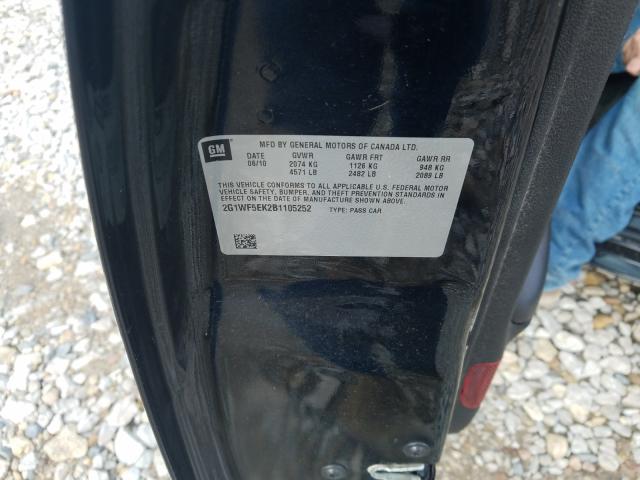 GM
MFD BY GENERAL MOTORS OF CANADA LTD.
DATE GVWR GAWR FRT GAWR RR
08/10 2074 KG 1126 KG 948 KG
4571 LB 2482 LB 2089 LB
THIS VEHICLE CONFORMS TO ALL APPLICABLE U.S. FEDERAL MOTOR
VEHICLE SAFETY, BUMPER, AND THEFT PREVENTION STANDARDS IN
EFFECT ON THE DATE OF MANUFACTURE SHOWN ABOVE.
2G1WF5EK2B1105252 TYPE: PASS CAR